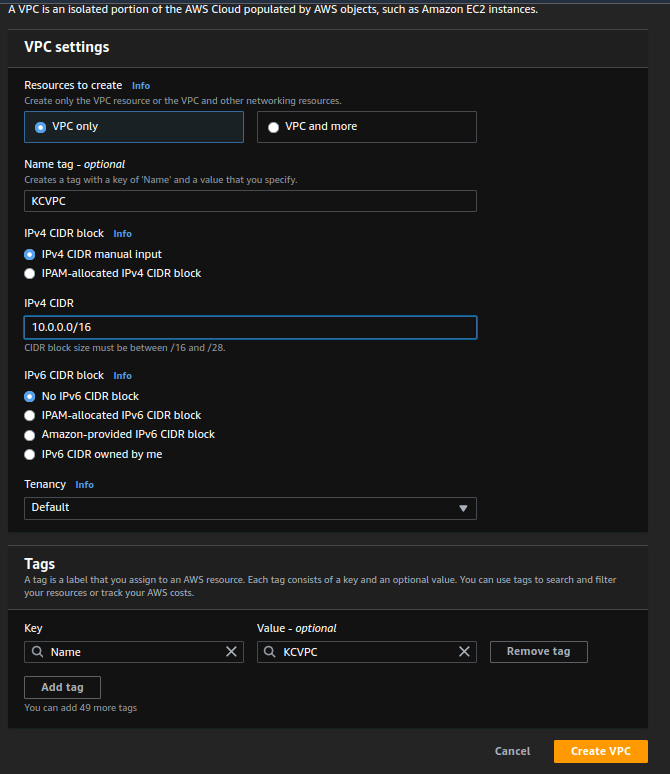 A VPC is an isolated portion of the AWS Cloud populated by AWS objects, such as Amazon EC2 instances.
VPC settings
Resources to create Info
Create only the VPC resource or the VPC and other networking resources.
VPC only
VPC and more
Name tag - optional
Creates a tag with a key of 'Name' and a value that you specify.
KCVPC
IPv4 CIDR block Info
IPv4 CIDR manual input
IPAM-allocated IPv4 CIDR block
IPv4 CIDR
10.0.0.0/16
CIDR block size must be between /16 and /28.
IPv6 CIDR block Info
No IPv6 CIDR block
IPAM-allocated IPv6 CIDR block
Amazon-provided IPv6 CIDR block
IPv6 CIDR owned by me
Tenancy Info
Default
Tags
A tag is a label that you assign to an AWS resource. Each tag consists of a key and an optional value. You can use tags to search and filter
your resources or track your AWS costs.
Key
Value - optional
Name
KCVPC
Remove tag
Add tag
You can add 49 more tags
Cancel
Create VPC